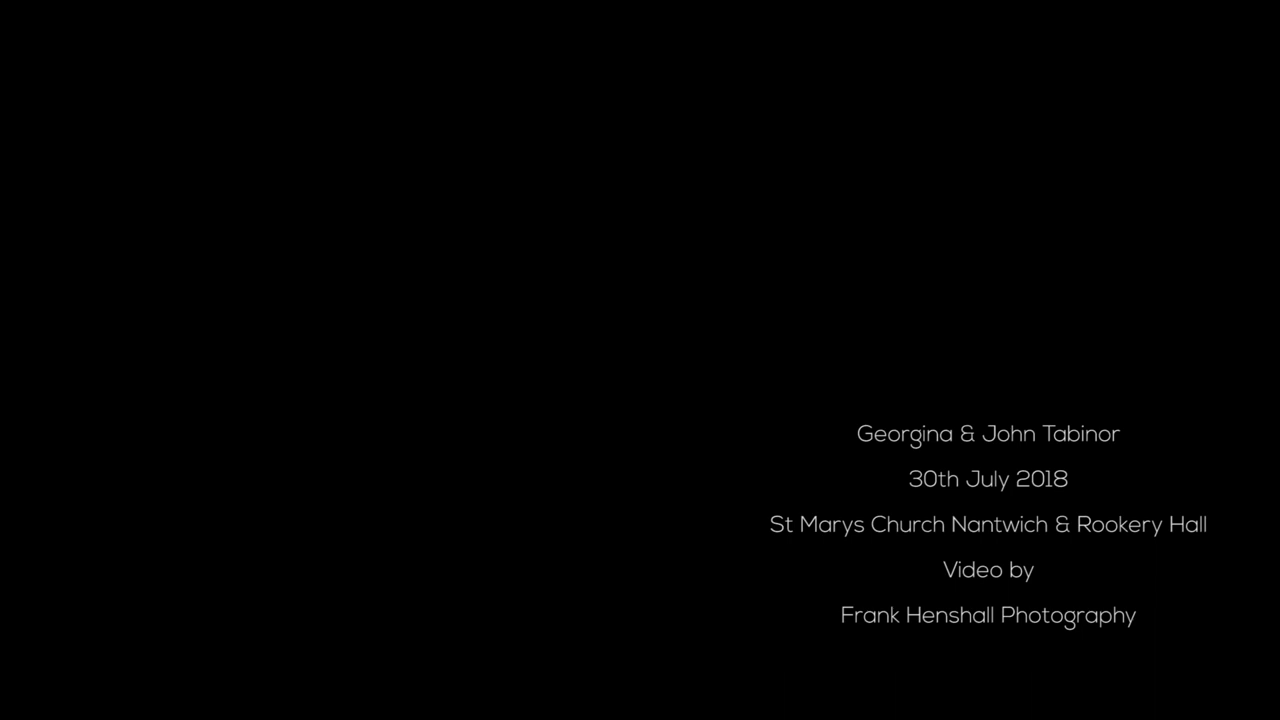 Georgina & John Tabinor
30th July 2018
St Marys Church Nantwich & Rookery Hall
Video by
Frank Henshall Photography